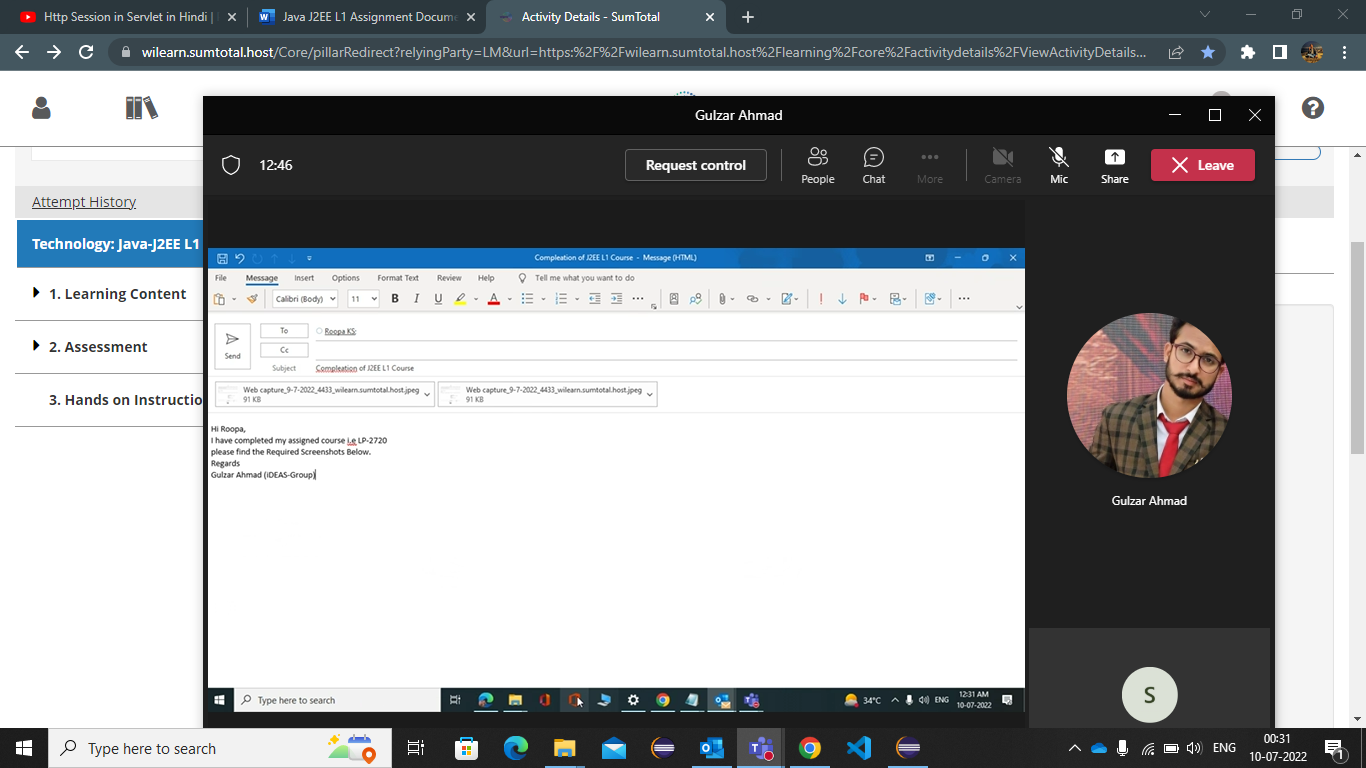 Http Session in Servlet in Hindi |
Java J2EE L1 Assignment Docume
Activity Details - SumTotal
wilearn.sumtotal.host/Core/pillarRedirect?relyingParty=LM&url=https:%2F%2Fwilearn.sumtotal.host%2Flearning%2Fcore%2Factivitydetails%2FViewActivityDetails...
Gulzar Ahmad
12:46
Request control
People
Chat
More
Camera
Mic
Share
Leave
Attempt History
Technology: Java-J2EE L1
1. Learning Content
2. Assessment
3. Hands on Instructio
Compleation of J2EE L1 Course - Message (HTML)
File Message Insert Options Format Text Review Help Tell me what you want to do
Calibri (Body) 11 B I U A
Send
To Roopa KS;
Cc
Subject Compleation of J2EE L1 Course
Web capture_9-7-2022_4433_wilearn.sumtotal.host.jpeg
91 KB
Web capture_9-7-2022_4433_wilearn.sumtotal.host.jpeg
91 KB
Hi Roopa,
I have completed my assigned course i.e LP-2720
please find the Required Screenshots Below.
Regards
Gulzar Ahmad (iDEAS-Group)
Gulzar Ahmad
S
Type here to search
34°C
ENG
12:31 AM
10-07-2022
Type here to search
ENG
00:31
10-07-2022
1